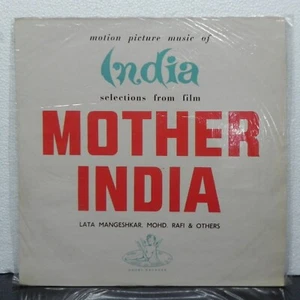 motion picture music of
India
selections from film
MOTHER
INDIA
LATA MANGESHKAR, MOHD. RAFI & OTHERS